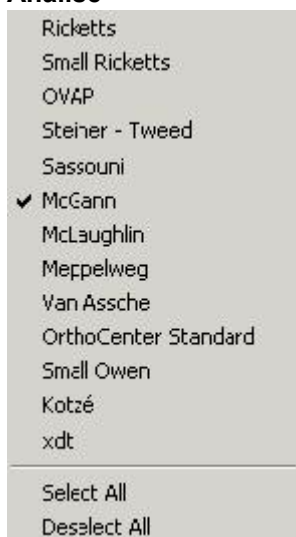 Ricketts
Small Ricketts
OVAP
Steiner - Tweed
Sassouni
McGann
McLaughlin
Meppelweg
Van Assche
OrthoCenter Standard
Small Owen
Kotzé
xdt
Select All
Deselect All